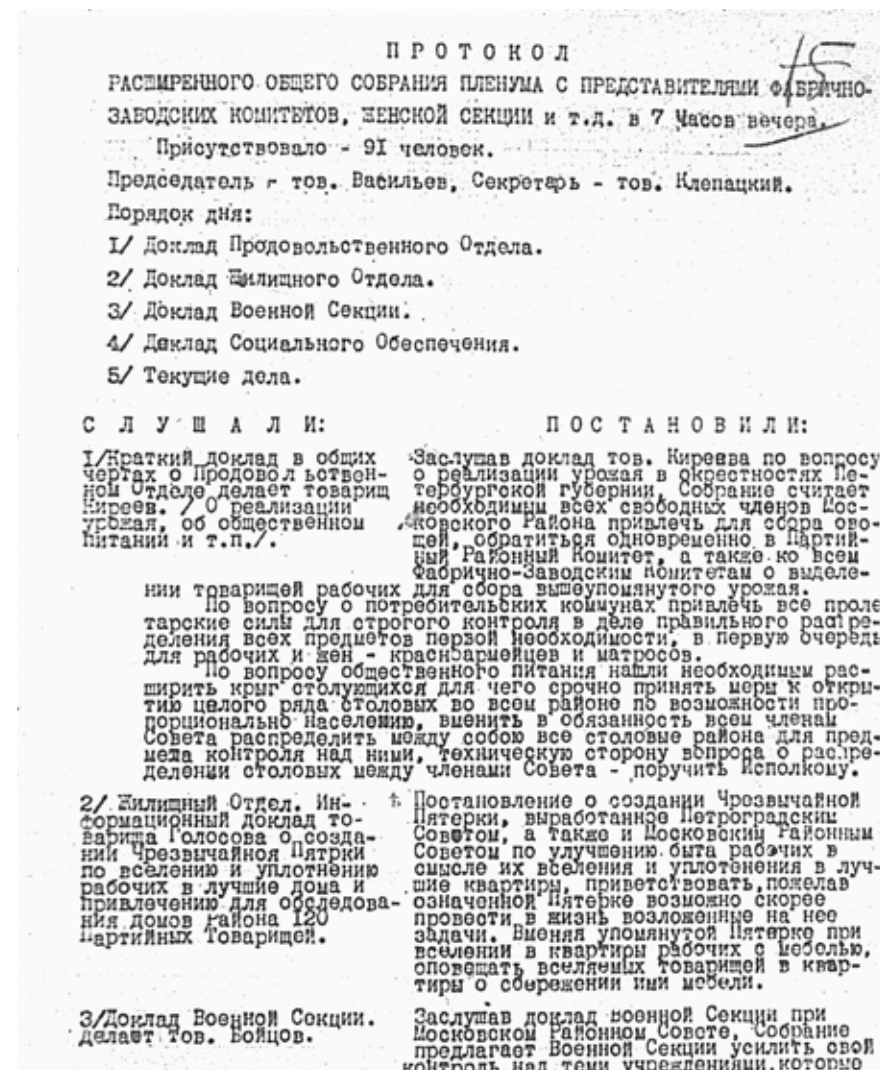 15
ПРОТОКОЛ
РАСШИРЕННОГО ОБЩЕГО СОБРАНИЯ ПЛЕНУМА С ПРЕДСТАВИТЕЛЯМИ ФАБРИЧНО-
ЗАВОДСКИХ КОМИТЕТОВ, ЖЕНСКОЙ СЕКЦИИ и т.д. в 7 Часов вечера.
Присутствовало - 91 человек.
Председатель - тов. Васильев, Секретарь - тов. Клепацкий.
Порядок дня:
1/ Доклад Продовольственного Отдела.
2/ Доклад Жилищного Отдела.
3/ Доклад Военной Секции.
4/ Доклад Социального Обеспечения.
5/ Текущие дела.
СЛУШАЛИ:
1/Краткий доклад в общих
чертах о Продовол ьствен-
ном Отделе делает товарищ
Киреев. / О реализации
урожая, об общественном
питании и т.п./.
ПОСТАНОВИЛИ:
Заслушав доклад тов. Киреева по вопросу
о реализации урожая в окрестностях Пе-
тербургской губернии, Собрание считает
необходимым всех свободных членов Мос-
ковского Района привлечь для сбора ово-
щей, обратиться одновременно в Партий-
ный Районный Комитет, а также ко всем
Фабрично-Заводским Комитетам о выделе-
нии товарищей рабочих для сбора вышеупомянутого урожая.
По вопросу о потребительских коммунах привлечь все проле-
тарские силы для строгого контроля в деле правильного распре-
деления всех предметов первой необходимости, в первую очередь
для рабочих и жен - красноармейцев и матросов.
По вопросу общественного питания нашли необходимым рас-
ширить круг столующихся для чего срочно принять меры к откры-
тию целого ряда столовых во всем районе по возможности про-
порционально населению, вменить в обязанность всем членам
Совета распределить между собою все столовые района для пред-
мета контроля над ними, техническую сторону вопроса о распре-
делении столовых между членами Совета - поручить Исполкому.
2/ Жилищный Отдел. Ин-
формационный доклад то-
варища Голосова о созда-
нии Чрезвычайноя Пятрки
по вселению и уплотнению
рабочих в лучшие дома и
привлечению для обследова-
ния домов Района 120
Партийных Товарищей.
Постановление о создании Чрезвычайной
Пятерки, выработанное Петроградским
Советом, а также и Московским Районным
Советом по улучшению быта рабочих в
смысле их вселения и уплотенения в луч-
шие квартиры, приветствовать, пожелав
означенной Пятерке возможно скорее
провести в жизнь возложенные на нее
задачи. Вменяя упомянутой Пятерке при
вселении в квартиры рабочих с мебелью,
оповещать вселяемых товарищей в квар-
тиры о сбережении ими мебели.
3/Доклад Военной Секции.
делает тов. Бойцов.
Заслушав доклад Военной Секции при
Московском Районном Совете, Собрание
предлагает Военной Секции усилить свой
контроль над теми учреждениями,которые